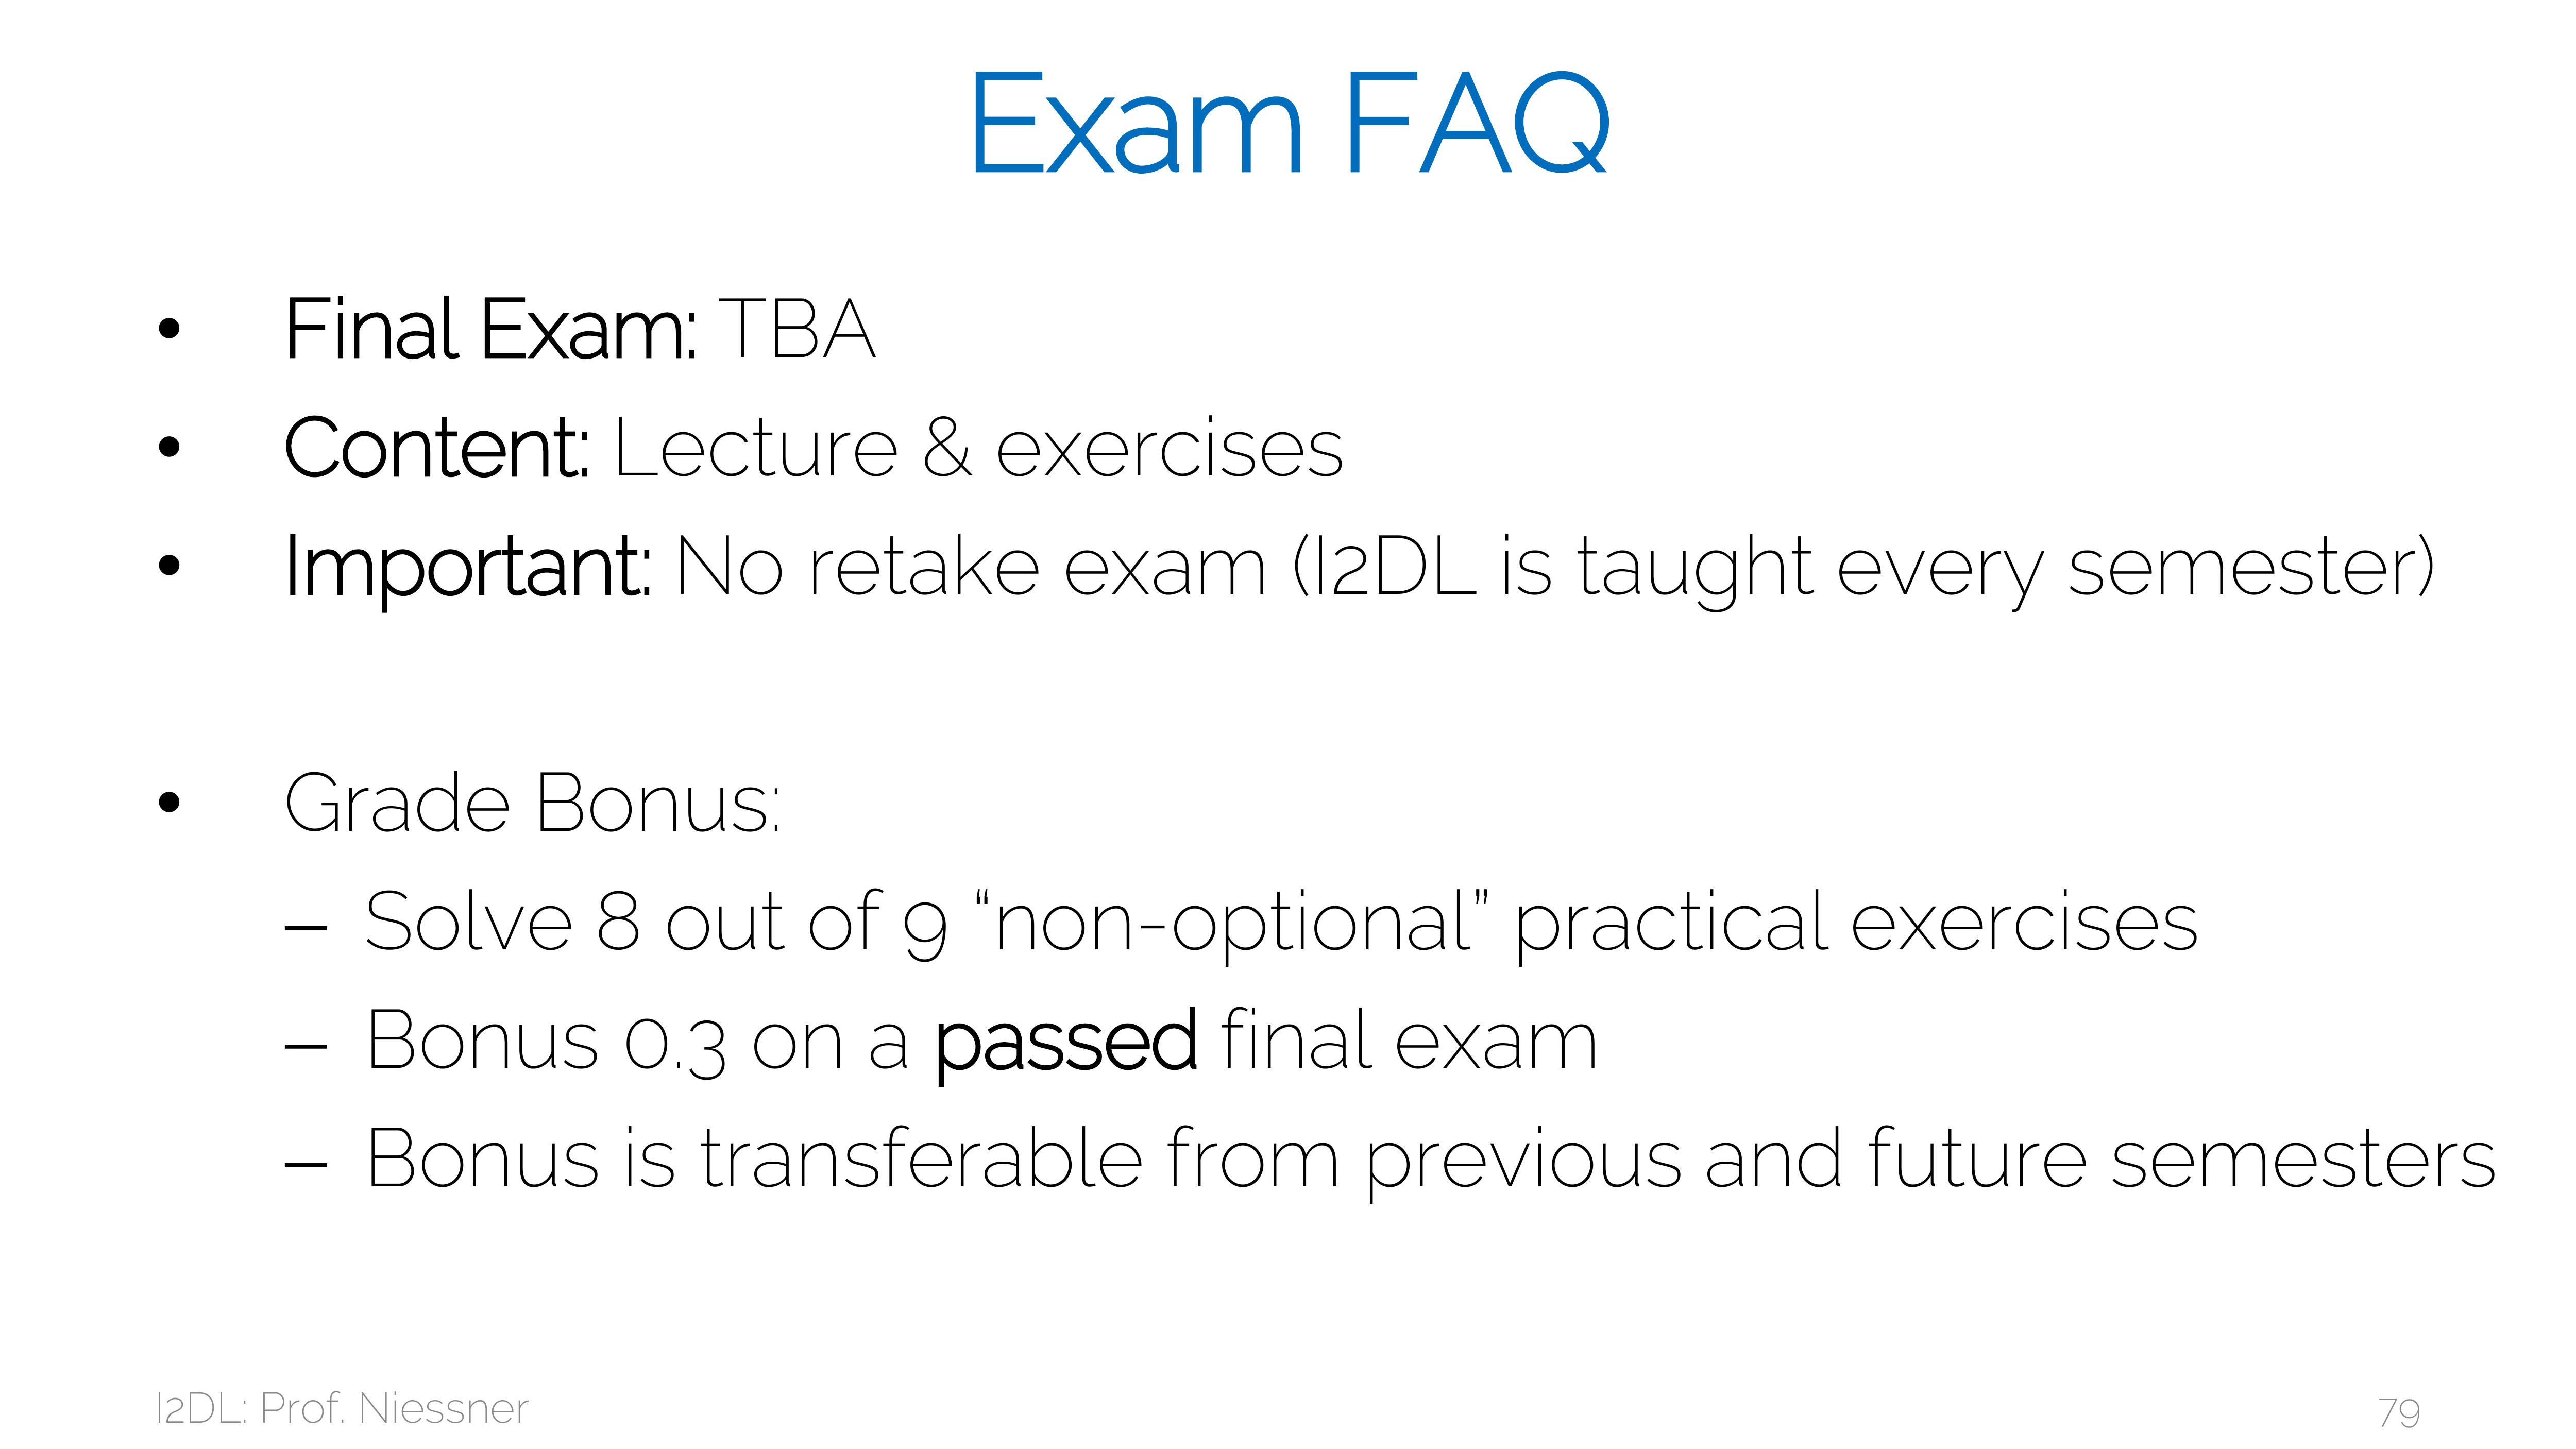 Exam FAQ
• Final Exam: TBA
• Content: Lecture & exercises
• Important: No retake exam (I2DL is taught every semester)
• Grade Bonus:
– Solve 8 out of 9 “non-optional” practical exercises
– Bonus 0.3 on a passed final exam
– Bonus is transferable from previous and future semesters
I2DL: Prof. Niessner
79